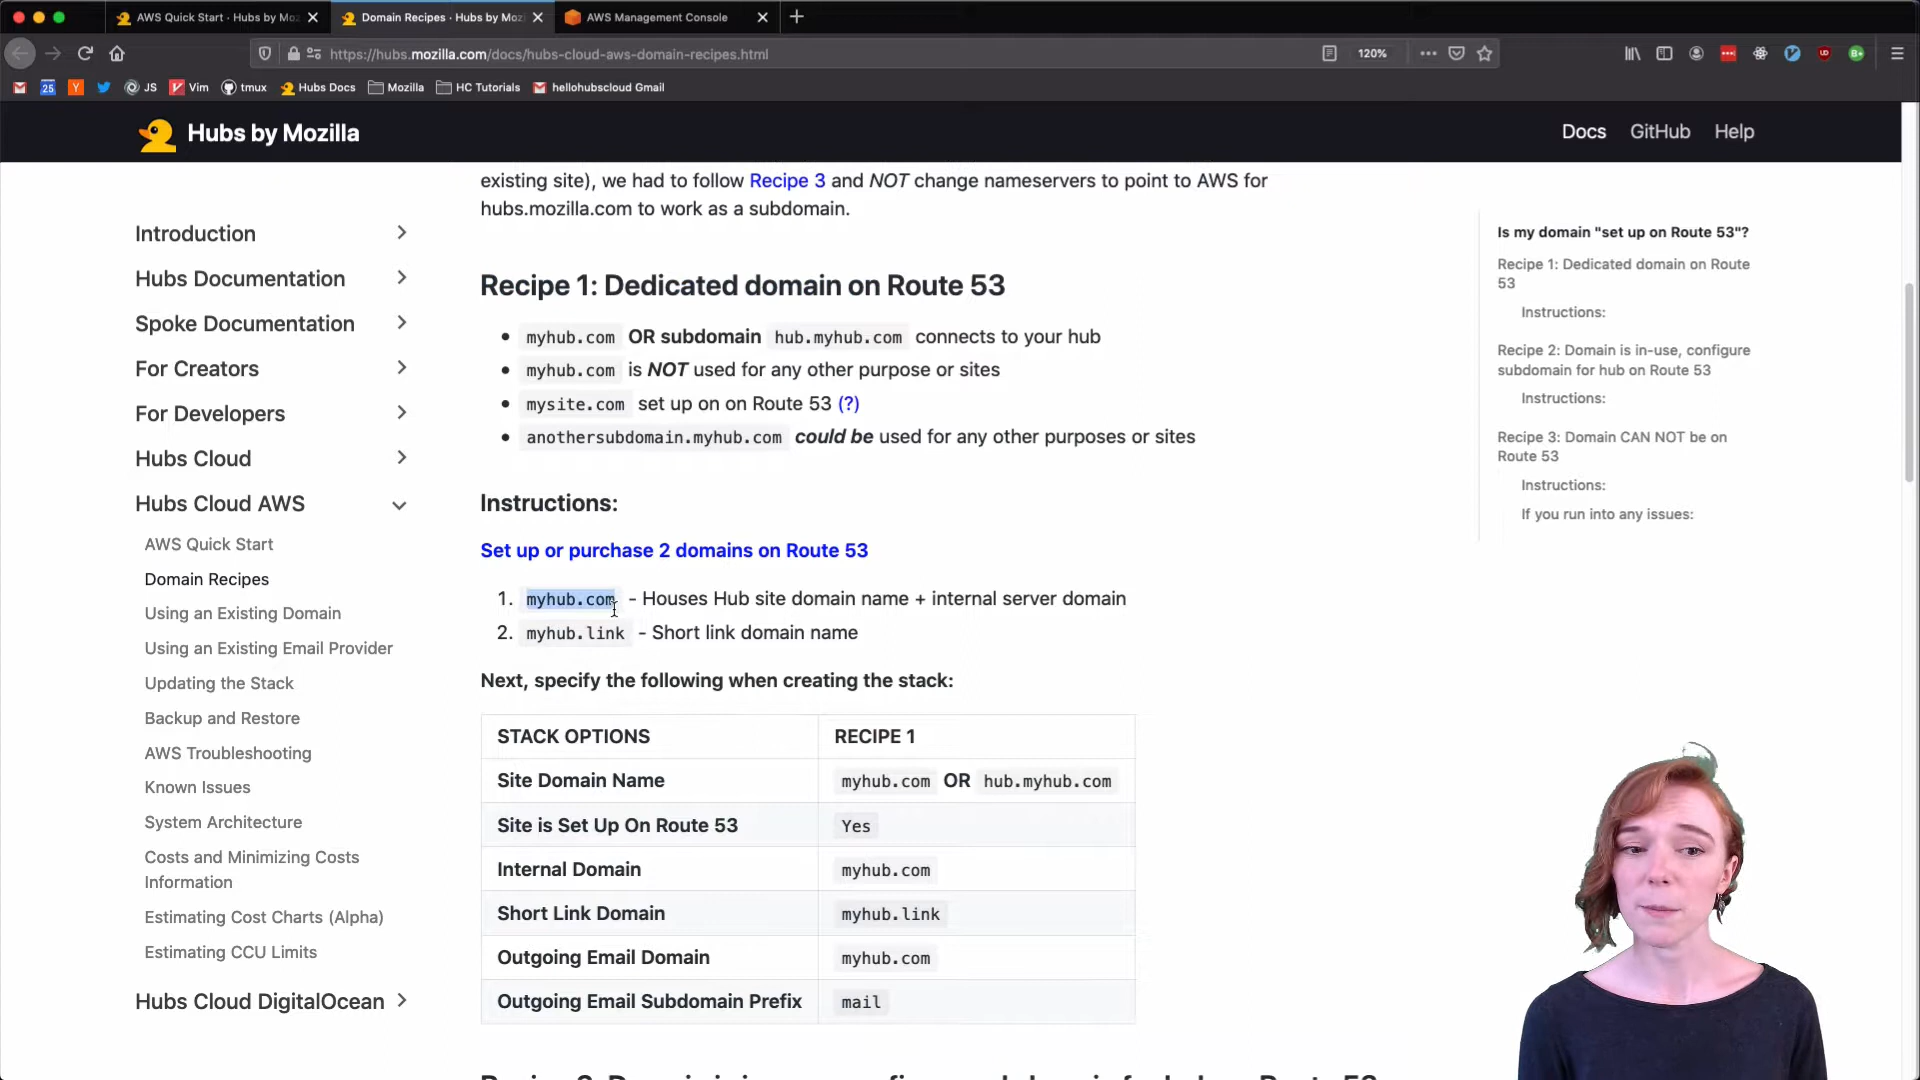 AWS Quick Start · Hubs by Moz
Domain Recipes · Hubs by Mozi
AWS Management Console
https://hubs.mozilla.com/docs/hubs-cloud-aws-domain-recipes.html
120%
25
JS
Vim
tmux
Hubs Docs
Mozilla
HC Tutorials
hellohubscloud Gmail
Hubs by Mozilla
Docs
GitHub
Help
existing site), we had to follow Recipe 3 and NOT change nameservers to point to AWS for
hubs.mozilla.com to work as a subdomain.
Introduction
Hubs Documentation
Spoke Documentation
For Creators
For Developers
Hubs Cloud
Hubs Cloud AWS
AWS Quick Start
Domain Recipes
Using an Existing Domain
Using an Existing Email Provider
Updating the Stack
Backup and Restore
AWS Troubleshooting
Known Issues
System Architecture
Costs and Minimizing Costs
Information
Estimating Cost Charts (Alpha)
Estimating CCU Limits
Hubs Cloud DigitalOcean
Recipe 1: Dedicated domain on Route 53
myhub.com OR subdomain hub.myhub.com connects to your hub
myhub.com is NOT used for any other purpose or sites
mysite.com set up on on Route 53 (?)
anothersubdomain.myhub.com could be used for any other purposes or sites
Instructions:
Set up or purchase 2 domains on Route 53
1. myhub.com - Houses Hub site domain name + internal server domain
2. myhub.link - Short link domain name
Next, specify the following when creating the stack:
STACK OPTIONS RECIPE 1
Site Domain Name myhub.com OR hub.myhub.com
Site is Set Up On Route 53 Yes
Internal Domain myhub.com
Short Link Domain myhub.link
Outgoing Email Domain myhub.com
Outgoing Email Subdomain Prefix mail
Is my domain "set up on Route 53"?
Recipe 1: Dedicated domain on Route
53
Instructions:
Recipe 2: Domain is in-use, configure
subdomain for hub on Route 53
Instructions:
Recipe 3: Domain CAN NOT be on
Route 53
Instructions:
If you run into any issues: